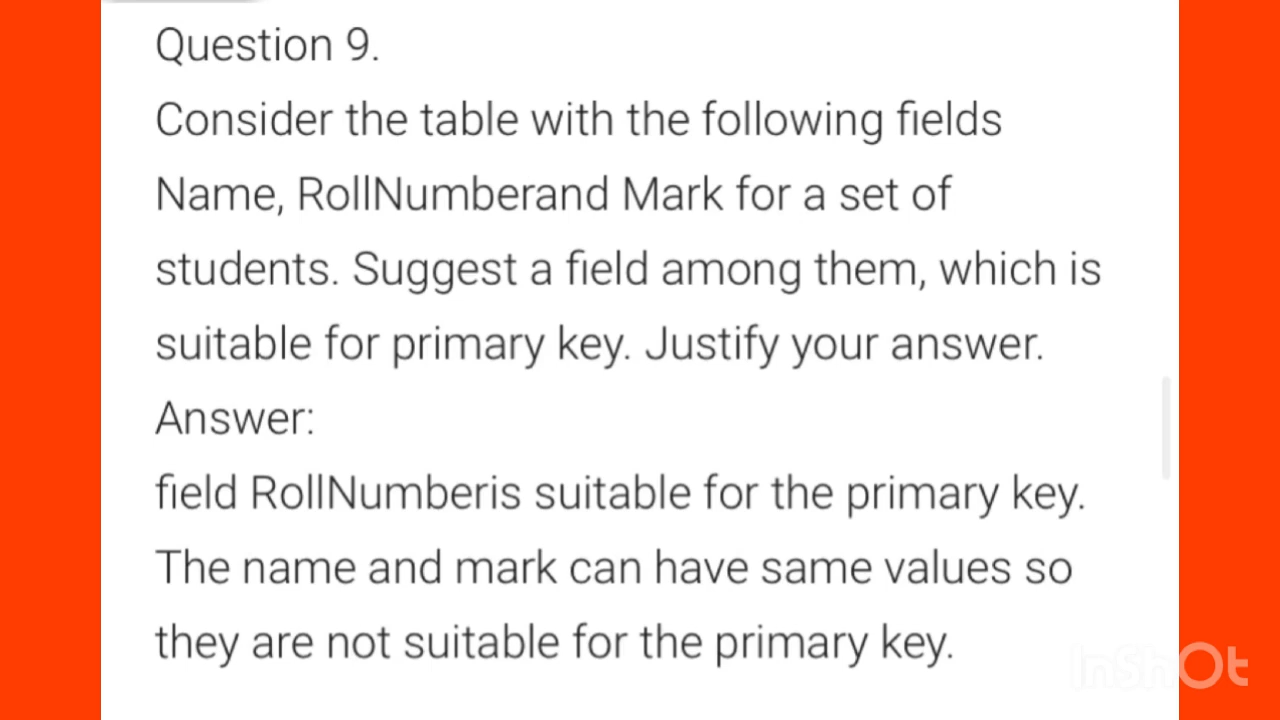 Question 9.
Consider the table with the following fields
Name, RollNumberand Mark for a set of
students. Suggest a field among them, which is
suitable for primary key. Justify your answer.
Answer:
field RollNumberis suitable for the primary key.
The name and mark can have same values so
they are not suitable for the primary key.
InShOt